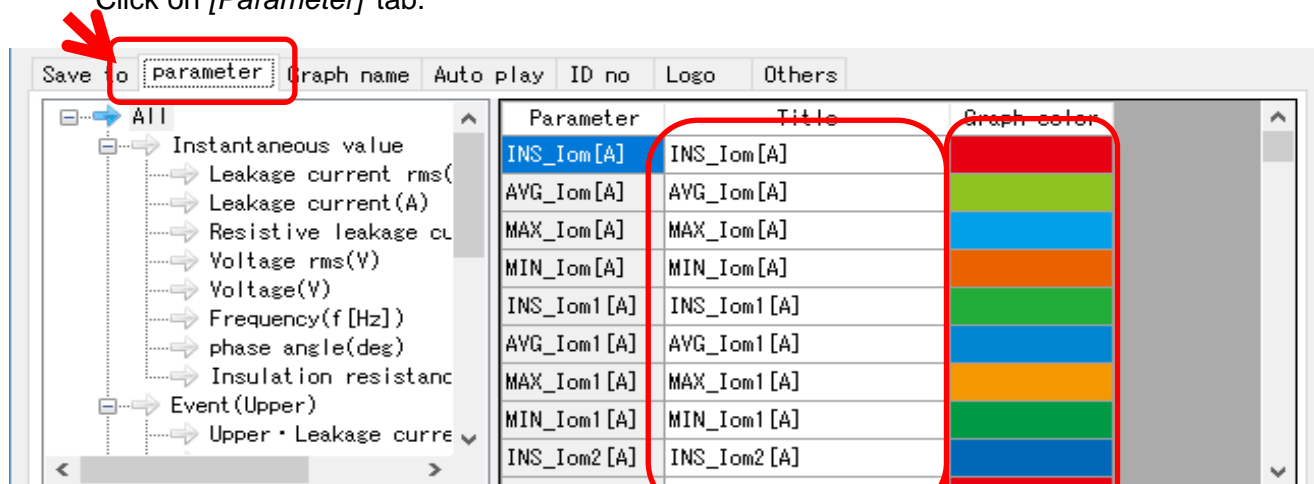 Click on [Parameter] tab.
Save to parameter Graph name Auto play ID no Logo Others
All
Instantaneous value
Leakage current rms(
Leakage current(A)
Resistive leakage cu
Voltage rms(V)
Voltage(V)
Frequency(f[Hz])
phase angle(deg)
Insulation resistanc
Event(Upper)
Upper・Leakage curre
Parameter Title Graph color
INS_Iom[A] INS_Iom[A]
AVG_Iom[A] AVG_Iom[A]
MAX_Iom[A] MAX_Iom[A]
MIN_Iom[A] MIN_Iom[A]
INS_Iom1[A] INS_Iom1[A]
AVG_Iom1[A] AVG_Iom1[A]
MAX_Iom1[A] MAX_Iom1[A]
MIN_Iom1[A] MIN_Iom1[A]
INS_Iom2[A] INS_Iom2[A]